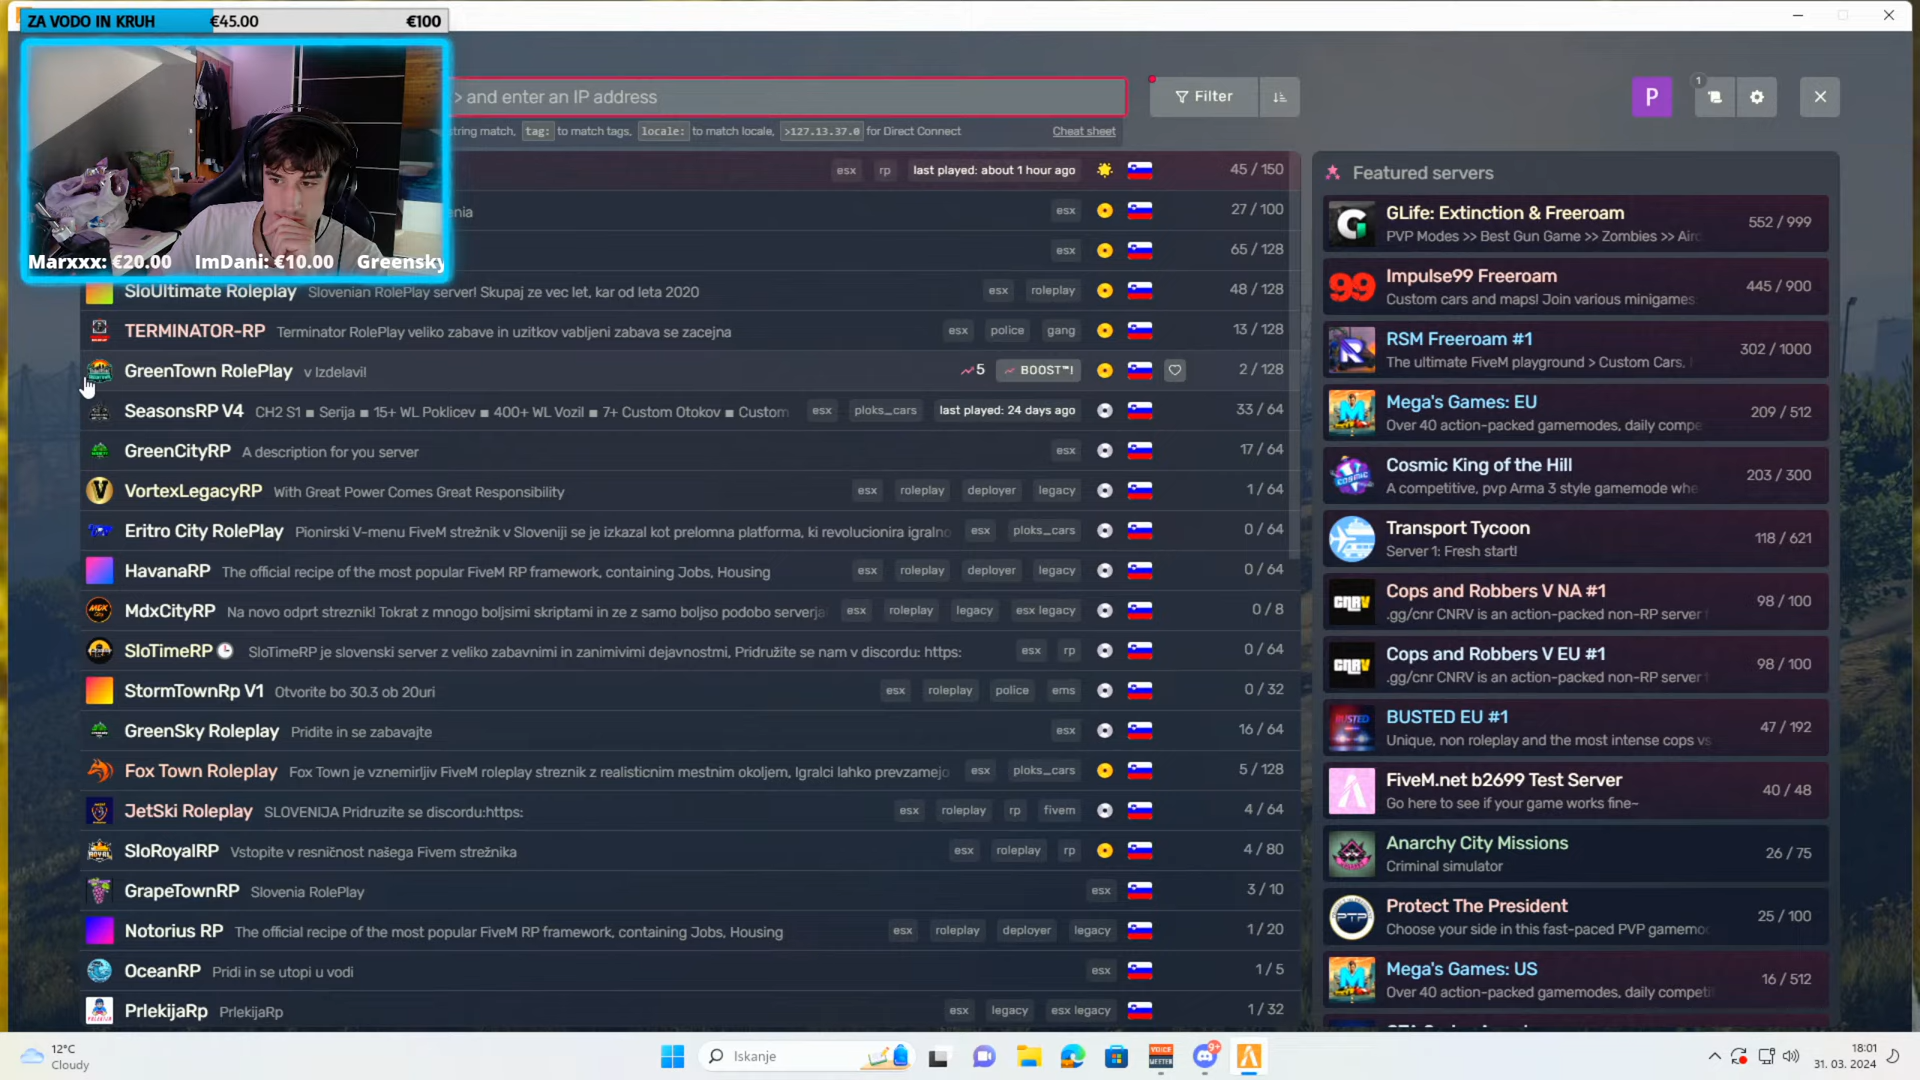 ZA VODO IN KRUH €45.00 €100
Marxxx: €20.00 ImDani: €10.00 Greensky
> and enter an IP address
Filter
P
1
string match, tag: to match tags, locale: to match locale, >127.13.37.0 for Direct Connect Cheat sheet
esx rp last played: about 1 hour ago 45 / 150
enia esx 27 / 100
esx 65 / 128
SloUltimate Roleplay Slovenian RolePlay server! Skupaj ze vec let, kar od leta 2020 esx roleplay 48 / 128
TERMINATOR-RP Terminator RolePlay veliko zabave in uzitkov vabljeni zabava se zacejna esx police gang 13 / 128
GreenTown RolePlay v Izdelavi! 5 BOOST™! 2 / 128
SeasonsRP V4 CH2 S1 ■ Serija ■ 15+ WL Poklicev ■ 400+ WL Vozil ■ 7+ Custom Otokov ■ Custom esx ploks_cars last played: 24 days ago 33 / 64
GreenCityRP A description for you server esx 17 / 64
VortexLegacyRP With Great Power Comes Great Responsibility esx roleplay deployer legacy 1 / 64
Eritro City RolePlay Pionirski V-menu FiveM strežnik v Sloveniji se je izkazal kot prelomna platforma, ki revolucionira igralno esx ploks_cars 0 / 64
HavanaRP The official recipe of the most popular FiveM RP framework, containing Jobs, Housing esx roleplay deployer legacy 0 / 64
MdxCityRP Na novo odprt streznik! Tokrat z mnogo boljsimi skriptami in ze z samo boljso podobo serverja esx roleplay legacy esx legacy 0 / 8
SloTimeRP SloTimeRP je slovenski server z veliko zabavnimi in zanimivimi dejavnostmi, Pridružite se nam v discordu: https: esx rp 0 / 64
StormTownRp V1 Otvorite bo 30.3 ob 20uri esx roleplay police ems 0 / 32
GreenSky Roleplay Pridite in se zabavajte esx 16 / 64
Fox Town Roleplay Fox Town je vznemirljiv FiveM roleplay streznik z realisticnim mestnim okoljem, Igralci lahko prevzamejo esx ploks_cars 5 / 128
JetSki Roleplay SLOVENIJA Pridruzite se discordu:https: esx roleplay rp fivem 4 / 64
SloRoyalRP Vstopite v resničnost našega Fivem strežnika esx roleplay rp 4 / 80
GrapeTownRP Slovenia RolePlay esx 3 / 10
Notorius RP The official recipe of the most popular FiveM RP framework, containing Jobs, Housing esx roleplay deployer legacy 1 / 20
OceanRP Pridi in se utopi u vodi esx 1 / 5
PrlekijaRp PrlekijaRp esx legacy esx legacy 1 / 32
Featured servers
GLife: Extinction & Freeroam 552 / 999
PVP Modes >> Best Gun Game >> Zombies >> Airc
Impulse99 Freeroam 445 / 900
Custom cars and maps! Join various minigames
RSM Freeroam #1 302 / 1000
The ultimate FiveM playground > Custom Cars,
Mega's Games: EU 209 / 512
Over 40 action-packed gamemodes, daily compe
Cosmic King of the Hill 203 / 300
A competitive, pvp Arma 3 style gamemode whe
Transport Tycoon 118 / 621
Server 1: Fresh start!
Cops and Robbers V NA #1 98 / 100
.gg/cnr CNRV is an action-packed non-RP server
Cops and Robbers V EU #1 98 / 100
.gg/cnr CNRV is an action-packed non-RP server
BUSTED EU #1 47 / 192
Unique, non roleplay and the most intense cops vs
FiveM.net b2699 Test Server 40 / 48
Go here to see if your game works fine~
Anarchy City Missions 26 / 75
Criminal simulator
Protect The President 25 / 100
Choose your side in this fast-paced PVP gamemo
Mega's Games: US 16 / 512
Over 40 action-packed gamemodes, daily competi
12°C
Cloudy
Iskanje
9+
18:01
31. 03. 2024